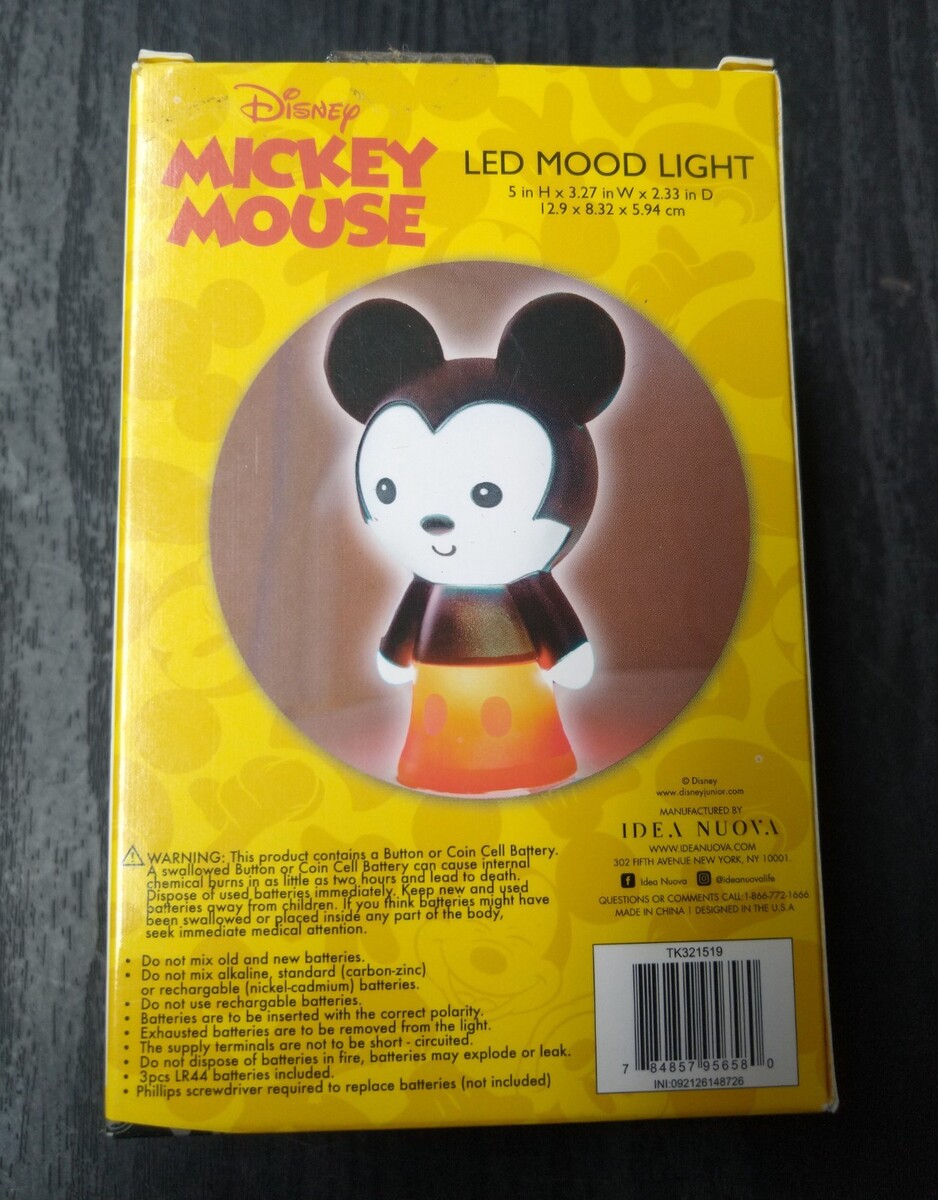 Disney
MICKEY
MOUSE
LED MOOD LIGHT
5 in H x 3.27 in W x 2.33 in D
12.9 x 8.32 x 5.94 cm
© Disney
www.disneyjunior.com
MANUFACTURED BY
IDEA NUOVA
WWW.IDEANUOVA.COM
302 FIFTH AVENUE NEW YORK, NY 10001.
Idea Nuova @ideanuovalife
QUESTIONS OR COMMENTS CALL:1-866-772-1666
MADE IN CHINA I DESIGNED IN THE U.S.A
WARNING: This product contains a Button or Coin Cell Battery.
A swallowed Button or Coin Cell Battery can cause internal
chemical burns in as little as two hours and lead to death.
Dispose of used batteries immediately. Keep new and used
batteries away from children. If you think batteries might have
been swallowed or placed inside any part of the body,
seek immediate medical attention.
• Do not mix old and new batteries.
• Do not mix alkaline, standard (carbon-zinc)
or rechargable (nickel-cadmium) batteries.
• Do not use rechargable batteries.
• Batteries are to be inserted with the correct polarity.
• Exhausted batteries are to be removed from the light.
• The supply terminals are not to be short - circuited.
• Do not dispose of batteries in fire, batteries may explode or leak.
• 3pcs LR44 batteries included.
• Phillips screwdriver required to replace batteries (not included)
TK321519
7 84857 95658 0
INI:092126148726